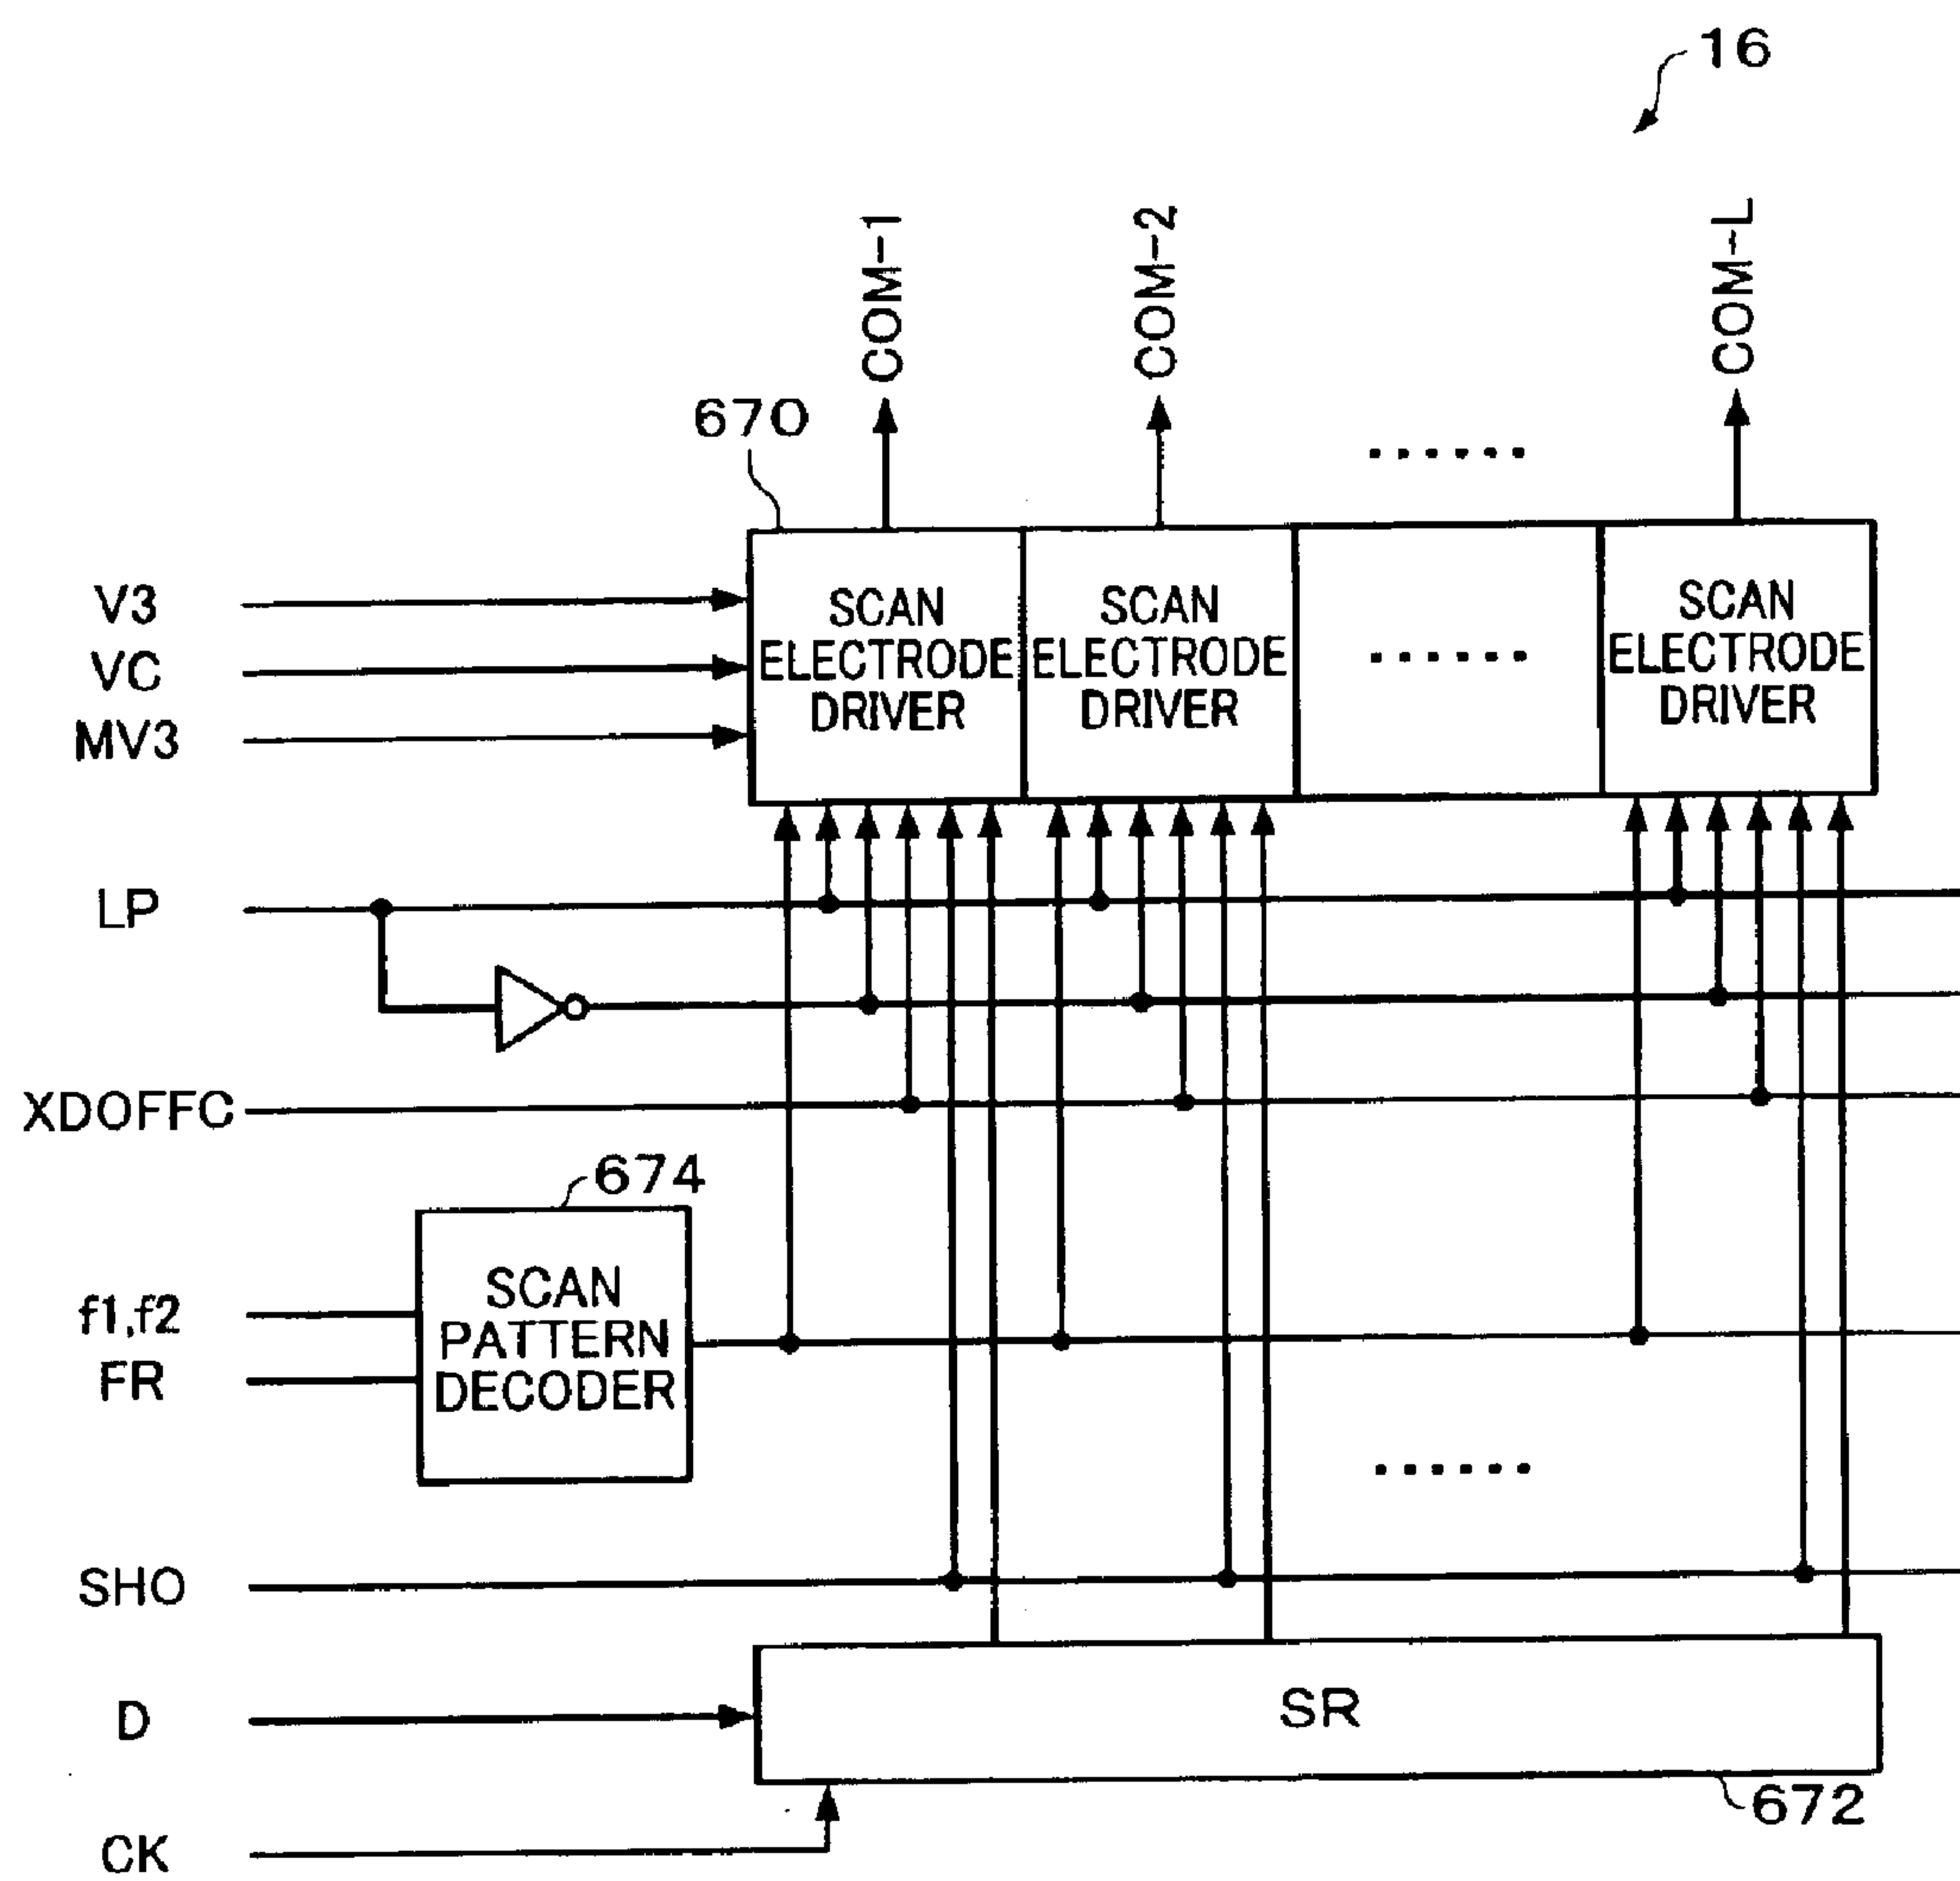 16
COM-1
COM-2
COM-L
670
......
V3
VC
MV3
SCAN
ELECTRODE
DRIVER
SCAN
ELECTRODE
DRIVER
......
SCAN
ELECTRODE
DRIVER
LP
XDOFFC
674
f1,f2
FR
SCAN
PATTERN
DECODER
......
SHO
D
SR
672
CK